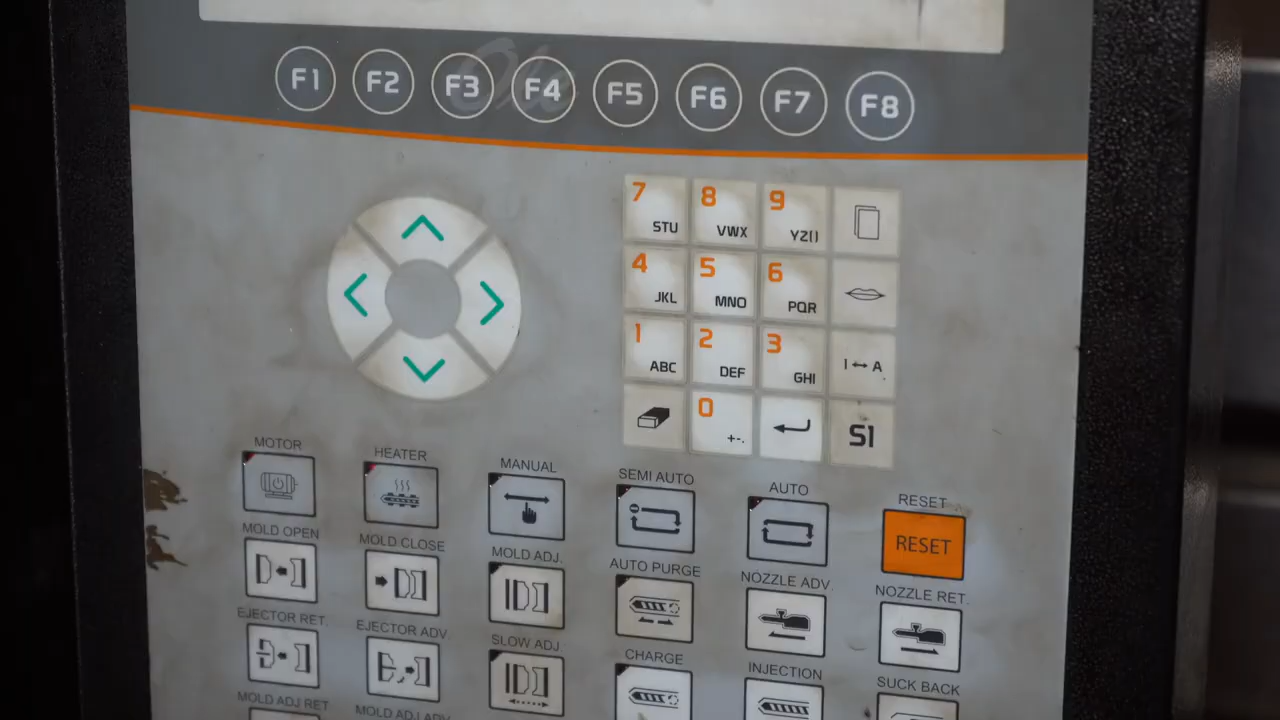 F1 F2 F3 F4 F5 F6 F7 F8
7 STU 8 VWX 9 YZ()
4 JKL 5 MNO 6 PQR
1 ABC 2 DEF 3 GHI I↔A
0 +-. S1
MOTOR HEATER MANUAL SEMI AUTO AUTO RESET
RESET
MOLD OPEN MOLD CLOSE MOLD ADJ. AUTO PURGE NOZZLE ADV. NOZZLE RET.
EJECTOR RET. EJECTOR ADV. SLOW ADJ CHARGE INJECTION SUCK BACK
MOLD ADJ RET MOLD ADJ ADV